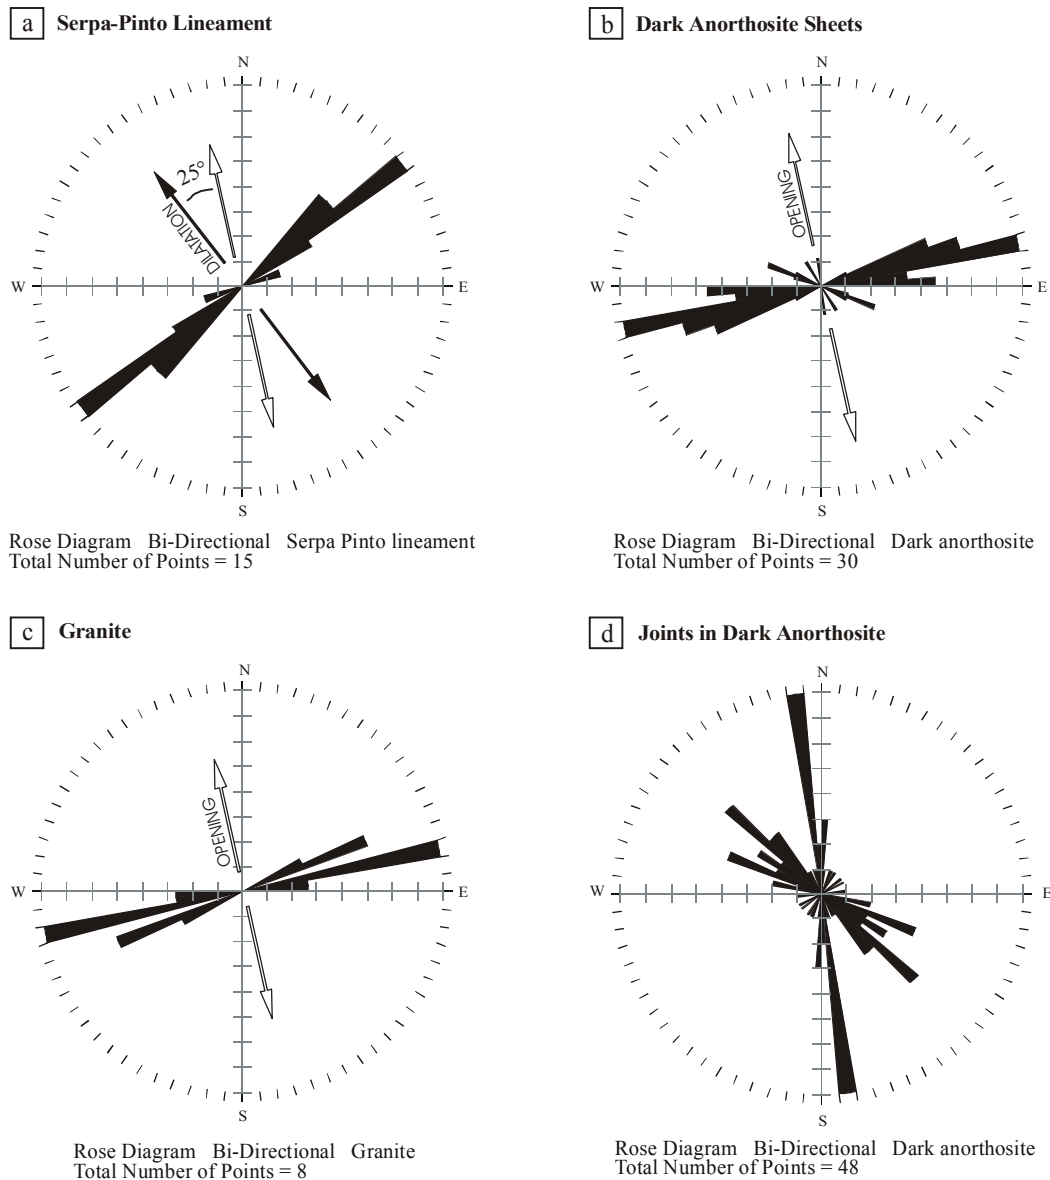 a Serpa-Pinto Lineament
N
25°
DILATATION
W
E
S
Rose Diagram Bi-Directional Serpa Pinto lineament
Total Number of Points = 15
b Dark Anorthosite Sheets
N
OPENING
W
E
S
Rose Diagram Bi-Directional Dark anorthosite
Total Number of Points = 30
c Granite
N
OPENING
W
E
S
Rose Diagram Bi-Directional Granite
Total Number of Points = 8
d Joints in Dark Anorthosite
N
W
E
S
Rose Diagram Bi-Directional Dark anorthosite
Total Number of Points = 48